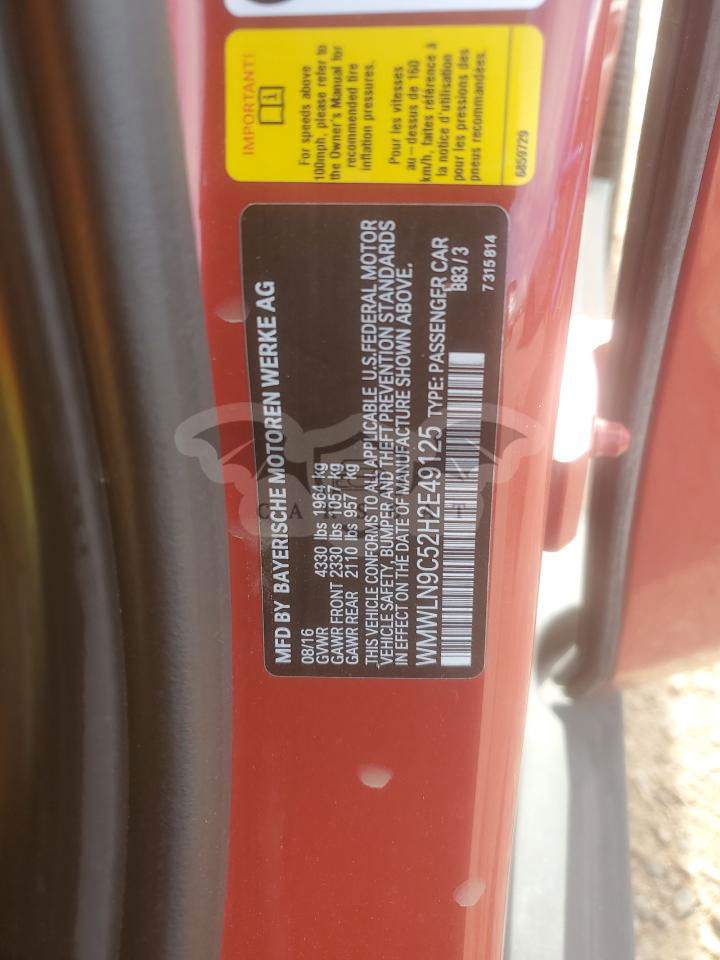 IMPORTANT!
For speeds above
100mph, please refer to
the Owner's Manual for
recommended tire
inflation pressures.
Pour les vitesses
au-dessus de 160
km/h, faites référence à
la notice d'utilisation
pour les pressions des
pneus recommandées.
6859729
MFD BY BAYERISCHE MOTOREN WERKE AG
08/16
GVWR 4330 lbs 1964 kg
GAWR FRONT 2330 lbs 1057 kg
GAWR REAR 2110 lbs 957 kg
THIS VEHICLE CONFORMS TO ALL APPLICABLE U.S.FEDERAL MOTOR
VEHICLE SAFETY, BUMPER AND THEFT PREVENTION STANDARDS
IN EFFECT ON THE DATE OF MANUFACTURE SHOWN ABOVE.
WMWLN9C52H2E49125 TYPE: PASSENGER CAR
B83 / 3
7 315 814